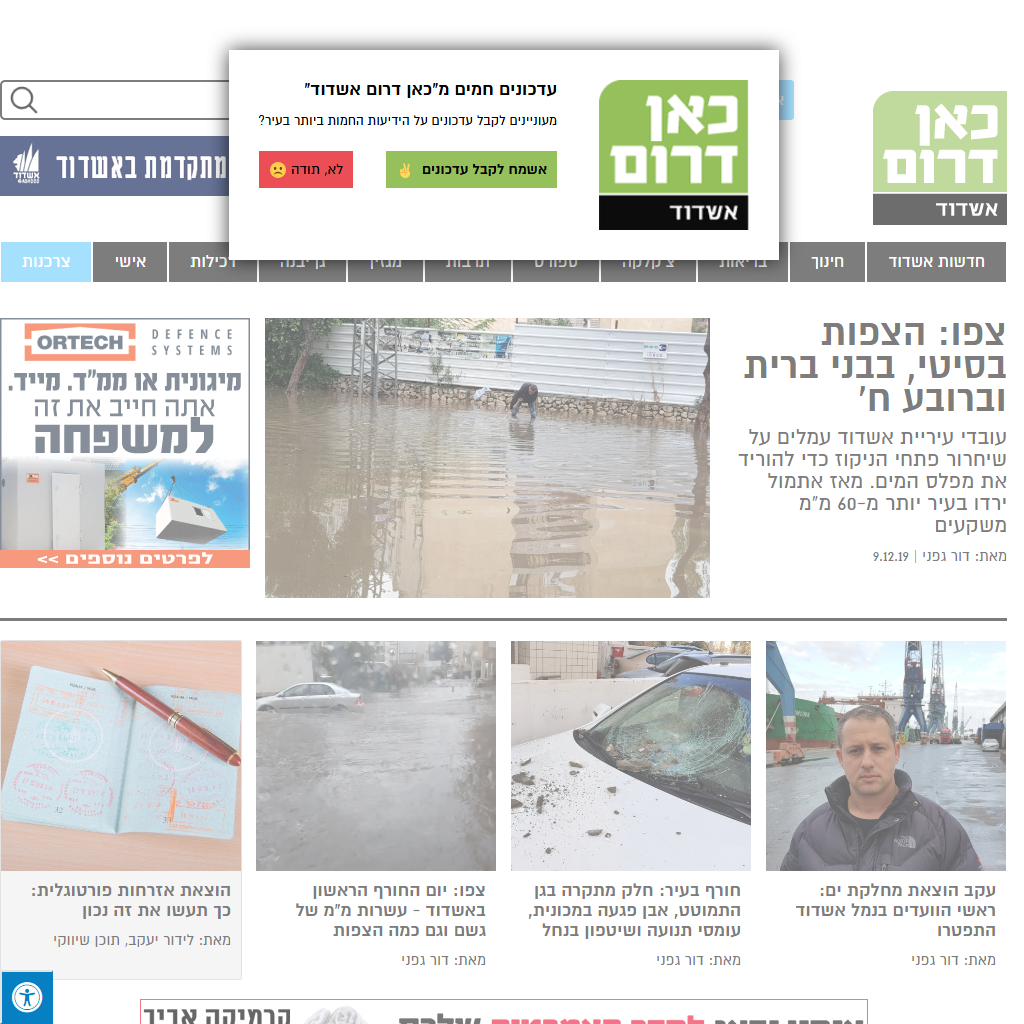 עדכונים חמים מ"כאן דרום אשדוד"
מעוניינים לקבל עדכונים על הידיעות החמות ביותר בעיר?
אשמח לקבל עדכונים
לא, תודה
כאן
דרום
אשדוד
כאן
דרום
אשדוד
מתקדמת באשדוד
אשדוד
חדשות אשדוד
חינוך
בריאות
צ'קלקה
ספורט
תרבות
מגזין
גן יבנה
רכילות
אישי
צרכנות
צפו: הצפות
בסיטי, בבני ברית
וברובע ח'
עובדי עיריית אשדוד עמלים על
שיחרור פתחי הניקוז כדי להוריד
את מפלס המים. מאז אתמול
ירדו בעיר יותר מ-60 מ"מ
משקעים
מאת: דור גפני | 9.12.19
ORTECH
DEFENCE
SYSTEMS
מיגונית או ממ"ד. מייד.
אתה חייב את זה
למשפחה
לפרטים נוספים >>
עקב הוצאת מחלקת ים:
ראשי הוועדים בנמל אשדוד
התפטרו
מאת: דור גפני
חורף בעיר: חלק מתקרה בגן
התמוטט, אבן פגעה במכונית,
עומסי תנועה ושיטפון בנחל
מאת: דור גפני
צפו: יום החורף הראשון
באשדוד - עשרות מ"מ של
גשם וגם כמה הצפות
מאת: דור גפני
הוצאת אזרחות פורטוגלית:
כך תעשו את זה נכון
מאת: לידור יעקב, תוכן שיווקי
קרמיקה אביב